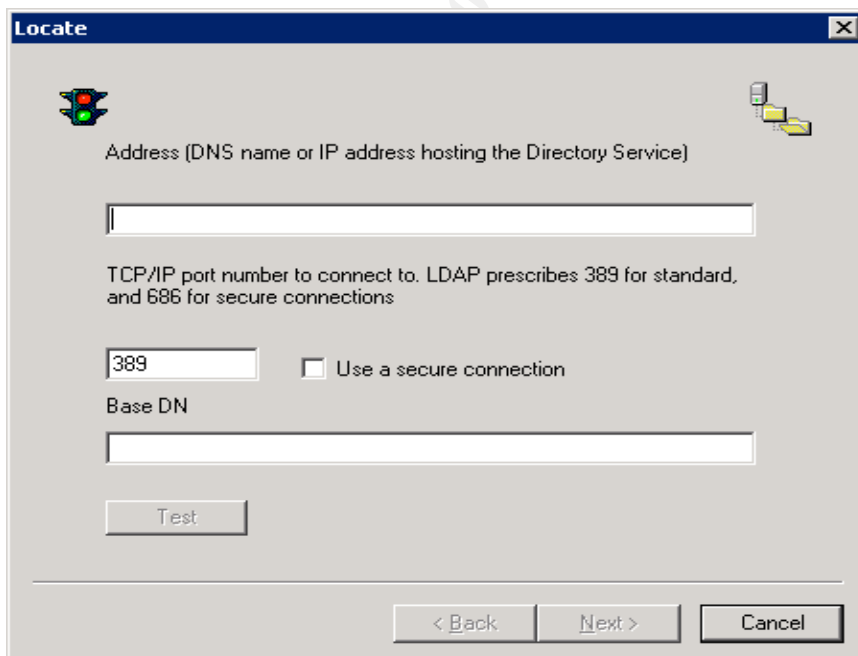 Locate
Address (DNS name or IP address hosting the Directory Service)
TCP/IP port number to connect to. LDAP prescribes 389 for standard,
and 686 for secure connections
389
Use a secure connection
Base DN
Test
< Back
Next >
Cancel